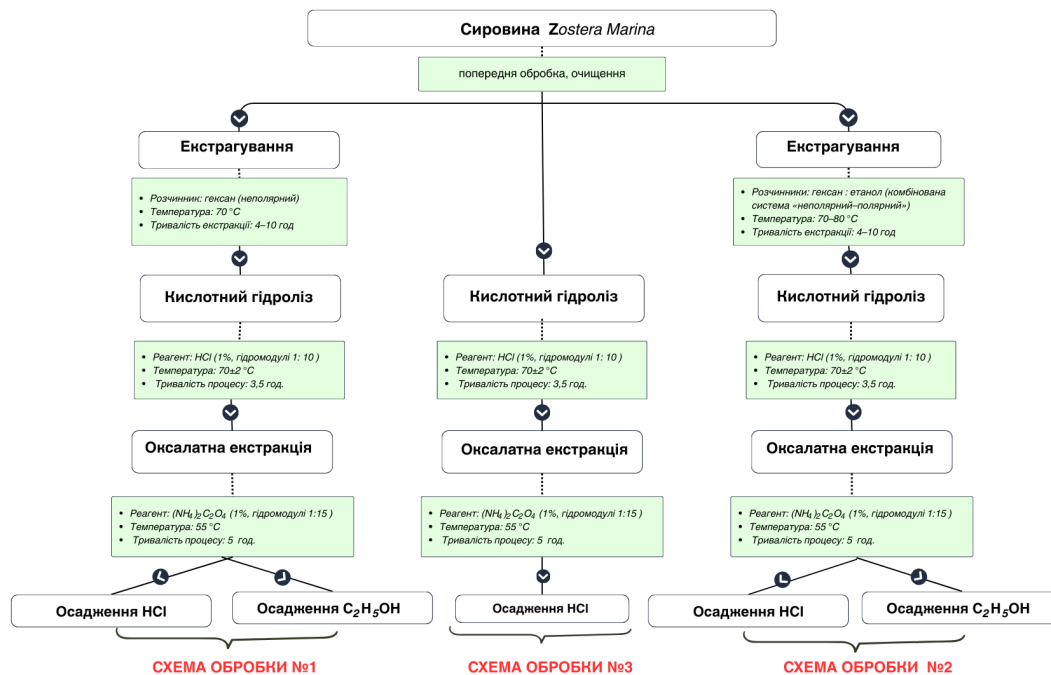 Сировина Zostera Marina
попередня обробка, очищення
Екстрагування
• Розчинник: гексан (неполярний)
• Температура: 70 °C
• Тривалість екстракції: 4–10 год
Кислотний гідроліз
• Реагент: HCl (1%, гідромодулі 1: 10 )
• Температура: 70±2 °C
• Тривалість процесу: 3,5 год.
Оксалатна екстракція
• Реагент: (NH₄)₂C₂O₄ (1%, гідромодулі 1:15 )
• Температура: 55 °C
• Тривалість процесу: 5 год.
Осадження HCl
Осадження C₂H₅OH
СХЕМА ОБРОБКИ №1
Кислотний гідроліз
• Реагент: HCl (1%, гідромодулі 1: 10 )
• Температура: 70±2 °C
• Тривалість процесу: 3,5 год.
Оксалатна екстракція
• Реагент: (NH₄)₂C₂O₄ (1%, гідромодулі 1:15 )
• Температура: 55 °C
• Тривалість процесу: 5 год.
Осадження HCl
СХЕМА ОБРОБКИ №3
Екстрагування
• Розчинники: гексан : етанол (комбінована
система «неполярний–полярний»)
• Температура: 70–80 °C
• Тривалість екстракції: 4–10 год
Кислотний гідроліз
• Реагент: HCl (1%, гідромодулі 1: 10 )
• Температура: 70±2 °C
• Тривалість процесу: 3,5 год.
Оксалатна екстракція
• Реагент: (NH₄)₂C₂O₄ (1%, гідромодулі 1:15 )
• Температура: 55 °C
• Тривалість процесу: 5 год.
Осадження HCl
Осадження C₂H₅OH
СХЕМА ОБРОБКИ №2